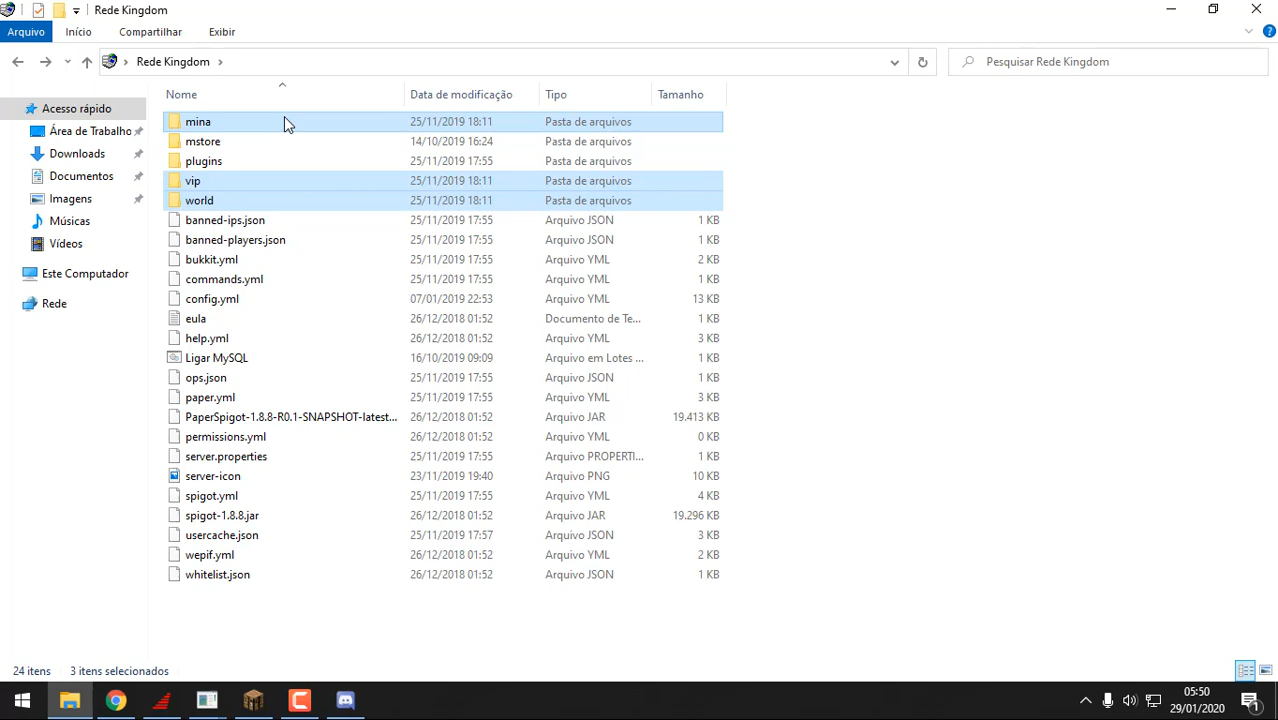 Rede Kingdom
Arquivo Início Compartilhar Exibir
Rede Kingdom
Pesquisar Rede Kingdom
Nome Data de modificação Tipo Tamanho
Acesso rápido
Área de Trabalho
Downloads
Documentos
Imagens
Músicas
Vídeos
Este Computador
Rede
mina 25/11/2019 18:11 Pasta de arquivos
mstore 14/10/2019 16:24 Pasta de arquivos
plugins 25/11/2019 17:55 Pasta de arquivos
vip 25/11/2019 18:11 Pasta de arquivos
world 25/11/2019 18:11 Pasta de arquivos
banned-ips.json 25/11/2019 17:55 Arquivo JSON 1 KB
banned-players.json 25/11/2019 17:55 Arquivo JSON 1 KB
bukkit.yml 25/11/2019 17:55 Arquivo YML 2 KB
commands.yml 25/11/2019 17:55 Arquivo YML 1 KB
config.yml 07/01/2019 22:53 Arquivo YML 13 KB
eula 26/12/2018 01:52 Documento de Te... 1 KB
help.yml 26/12/2018 01:52 Arquivo YML 3 KB
Ligar MySQL 16/10/2019 09:09 Arquivo em Lotes ... 1 KB
ops.json 25/11/2019 17:55 Arquivo JSON 1 KB
paper.yml 25/11/2019 17:55 Arquivo YML 3 KB
PaperSpigot-1.8.8-R0.1-SNAPSHOT-latest... 26/12/2018 01:52 Arquivo JAR 19.413 KB
permissions.yml 26/12/2018 01:52 Arquivo YML 0 KB
server.properties 25/11/2019 17:55 Arquivo PROPERTI... 1 KB
server-icon 23/11/2019 19:40 Arquivo PNG 10 KB
spigot.yml 25/11/2019 17:55 Arquivo YML 4 KB
spigot-1.8.8.jar 26/12/2018 01:52 Arquivo JAR 19.296 KB
usercache.json 25/11/2019 17:57 Arquivo JSON 3 KB
wepif.yml 26/12/2018 01:52 Arquivo YML 2 KB
whitelist.json 26/12/2018 01:52 Arquivo JSON 1 KB
24 itens 3 itens selecionados
05:50
29/01/2020
1